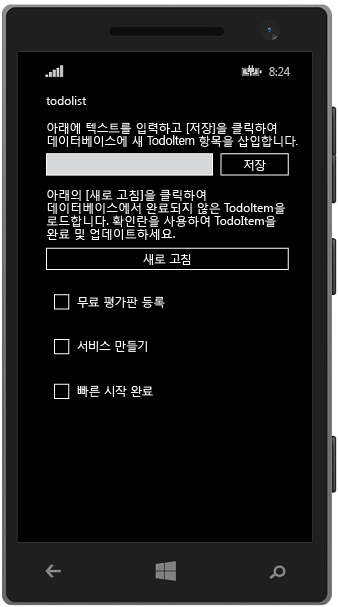 8:24
todolist
아래에 텍스트를 입력하고 [저장]을 클릭하여
데이터베이스에 새 TodoItem 항목을 삽입합니다.
저장
아래의 [새로 고침]을 클릭하여
데이터베이스에서 완료되지 않은 TodoItem을
로드합니다. 확인란을 사용하여 TodoItem을
완료 및 업데이트하세요.
새로 고침
무료 평가판 등록
서비스 만들기
빠른 시작 완료